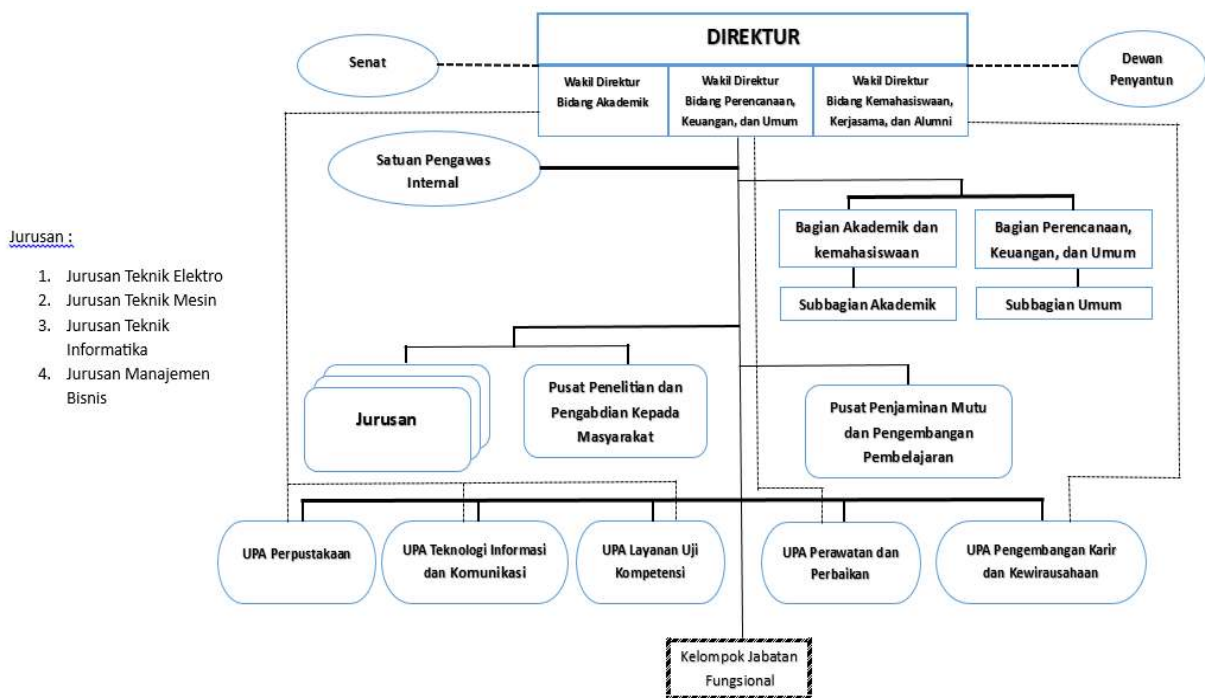 DIREKTUR
Senat
Dewan
Penyantun
Wakil Direktur
Bidang Akademik
Wakil Direktur
Bidang Perencanaan,
Keuangan, dan Umum
Wakil Direktur
Bidang Kemahasiswaan,
Kerjasama, dan Alumni
Satuan Pengawas
Internal
Bagian Akademik dan
kemahasiswaan
Bagian Perencanaan,
Keuangan, dan Umum
Subbagian Akademik
Subbagian Umum
Jurusan :
1. Jurusan Teknik Elektro
2. Jurusan Teknik Mesin
3. Jurusan Teknik
Informatika
4. Jurusan Manajemen
Bisnis
Jurusan
Pusat Penelitian dan
Pengabdian Kepada
Masyarakat
Pusat Penjaminan Mutu
dan Pengembangan
Pembelajaran
UPA Perpustakaan
UPA Teknologi Informasi
dan Komunikasi
UPA Layanan Uji
Kompetensi
UPA Perawatan dan
Perbaikan
UPA Pengembangan Karir
dan Kewirausahaan
Kelompok Jabatan
Fungsional